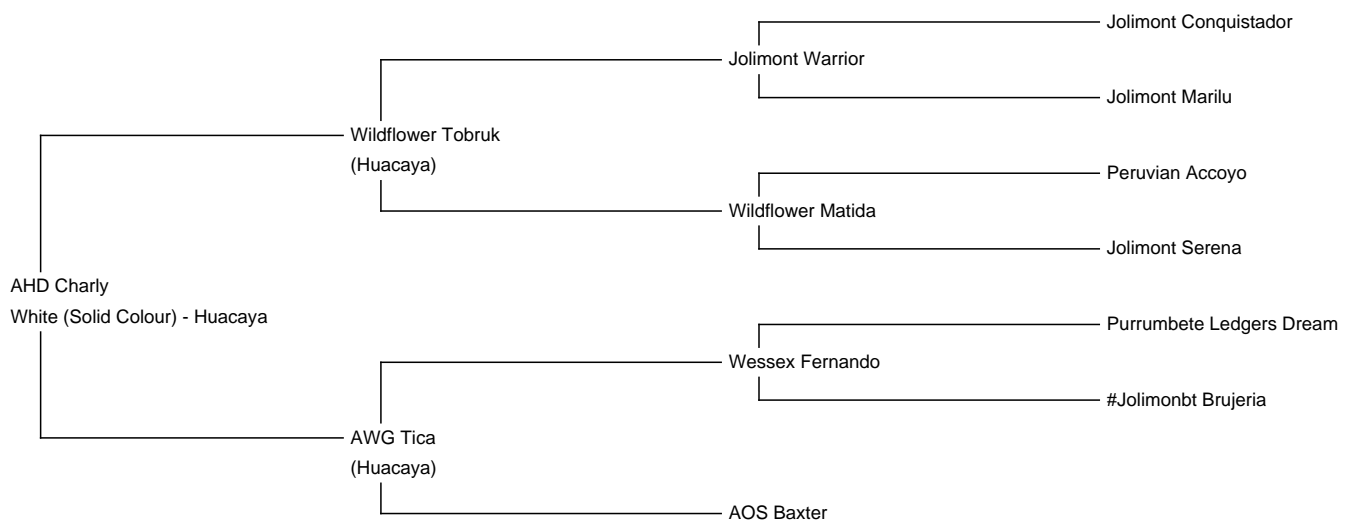 Jolimont Conquistador
Jolimont Warrior
Jolimont Marilu
Wildflower Tobruk
(Huacaya)
Peruvian Accoyo
Wildflower Matida
Jolimont Serena
AHD Charly
White (Solid Colour) - Huacaya
Purrumbete Ledgers Dream
Wessex Fernando
#Jolimonbt Brujeria
AWG Tica
(Huacaya)
AOS Baxter